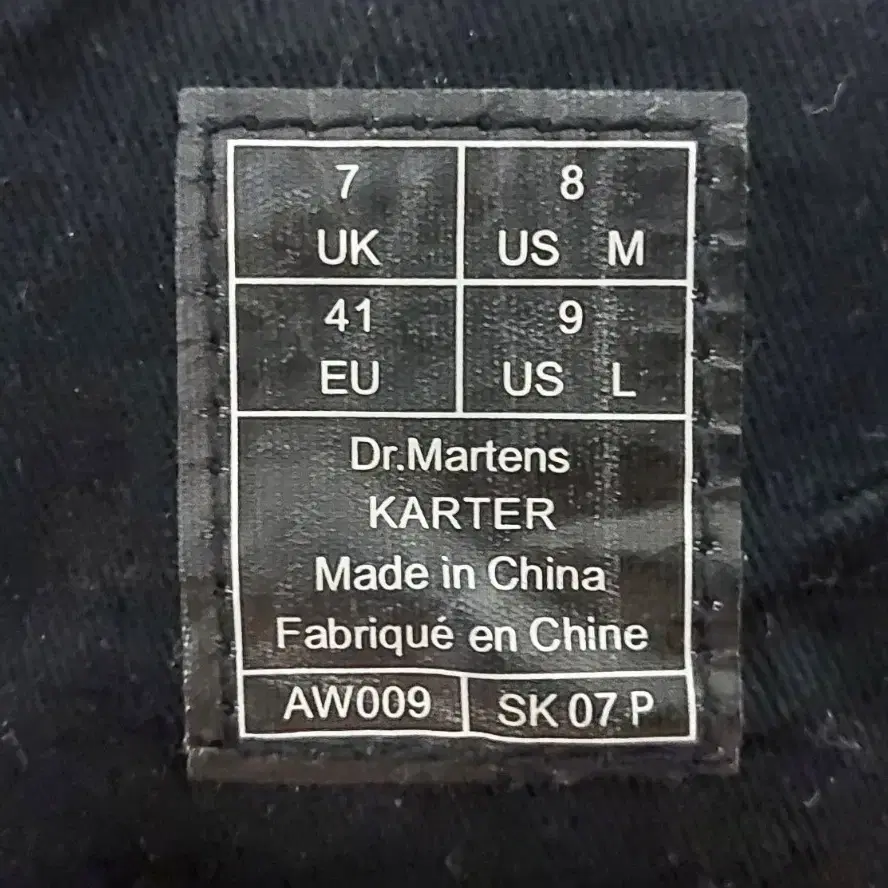 7
UK
8
US M
41
EU
9
US L
Dr.Martens
KARTER
Made in China
Fabriqué en Chine
AW009
SK 07 P